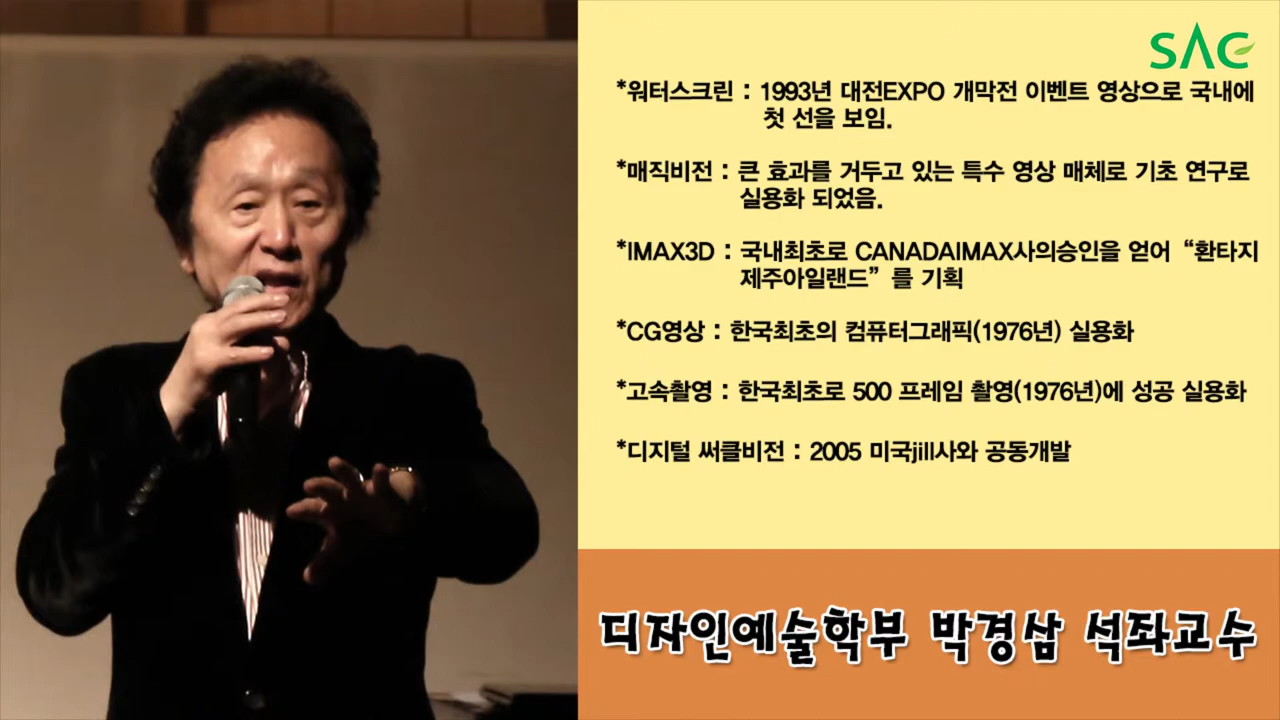 SAC
*워터스크린 : 1993년 대전EXPO 개막전 이벤트 영상으로 국내에
첫 선을 보임.
*매직비전 : 큰 효과를 거두고 있는 특수 영상 매체로 기초 연구로
실용화 되었음.
*IMAX3D : 국내최초로 CANADAIMAX사의승인을 얻어 “환타지
제주아일랜드” 를 기획
*CG영상 : 한국최초의 컴퓨터그래픽(1976년) 실용화
*고속촬영 : 한국최초로 500 프레임 촬영(1976년)에 성공 실용화
*디지털 써클비전 : 2005 미국jill사와 공동개발
디자인예술학부 박경삼 석좌교수